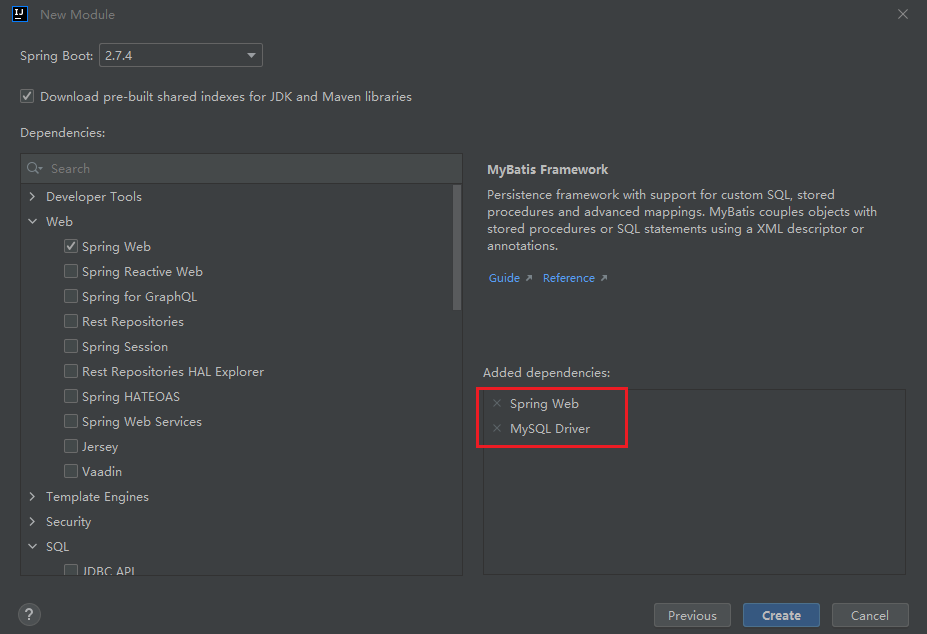 New Module
Spring Boot: 2.7.4
Download pre-built shared indexes for JDK and Maven libraries
Dependencies:
Search
Developer Tools
Web
Spring Web
Spring Reactive Web
Spring for GraphQL
Rest Repositories
Spring Session
Rest Repositories HAL Explorer
Spring HATEOAS
Spring Web Services
Jersey
Vaadin
Template Engines
Security
SQL
JDBC API
MyBatis Framework
Persistence framework with support for custom SQL, stored
procedures and advanced mappings. MyBatis couples objects with
stored procedures or SQL statements using a XML descriptor or
annotations.
Guide Reference
Added dependencies:
Spring Web
MySQL Driver
?
Previous Create Cancel